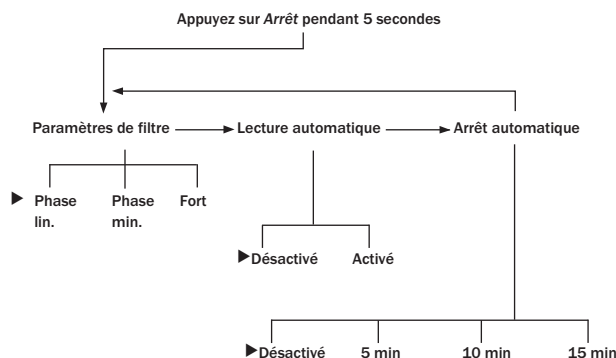 Appuyez sur Arrêt pendant 5 secondes
Paramètres de filtre Lecture automatique Arrêt automatique
Phase lin. Phase min. Fort
Désactivé Activé
Désactivé 5 min 10 min 15 min